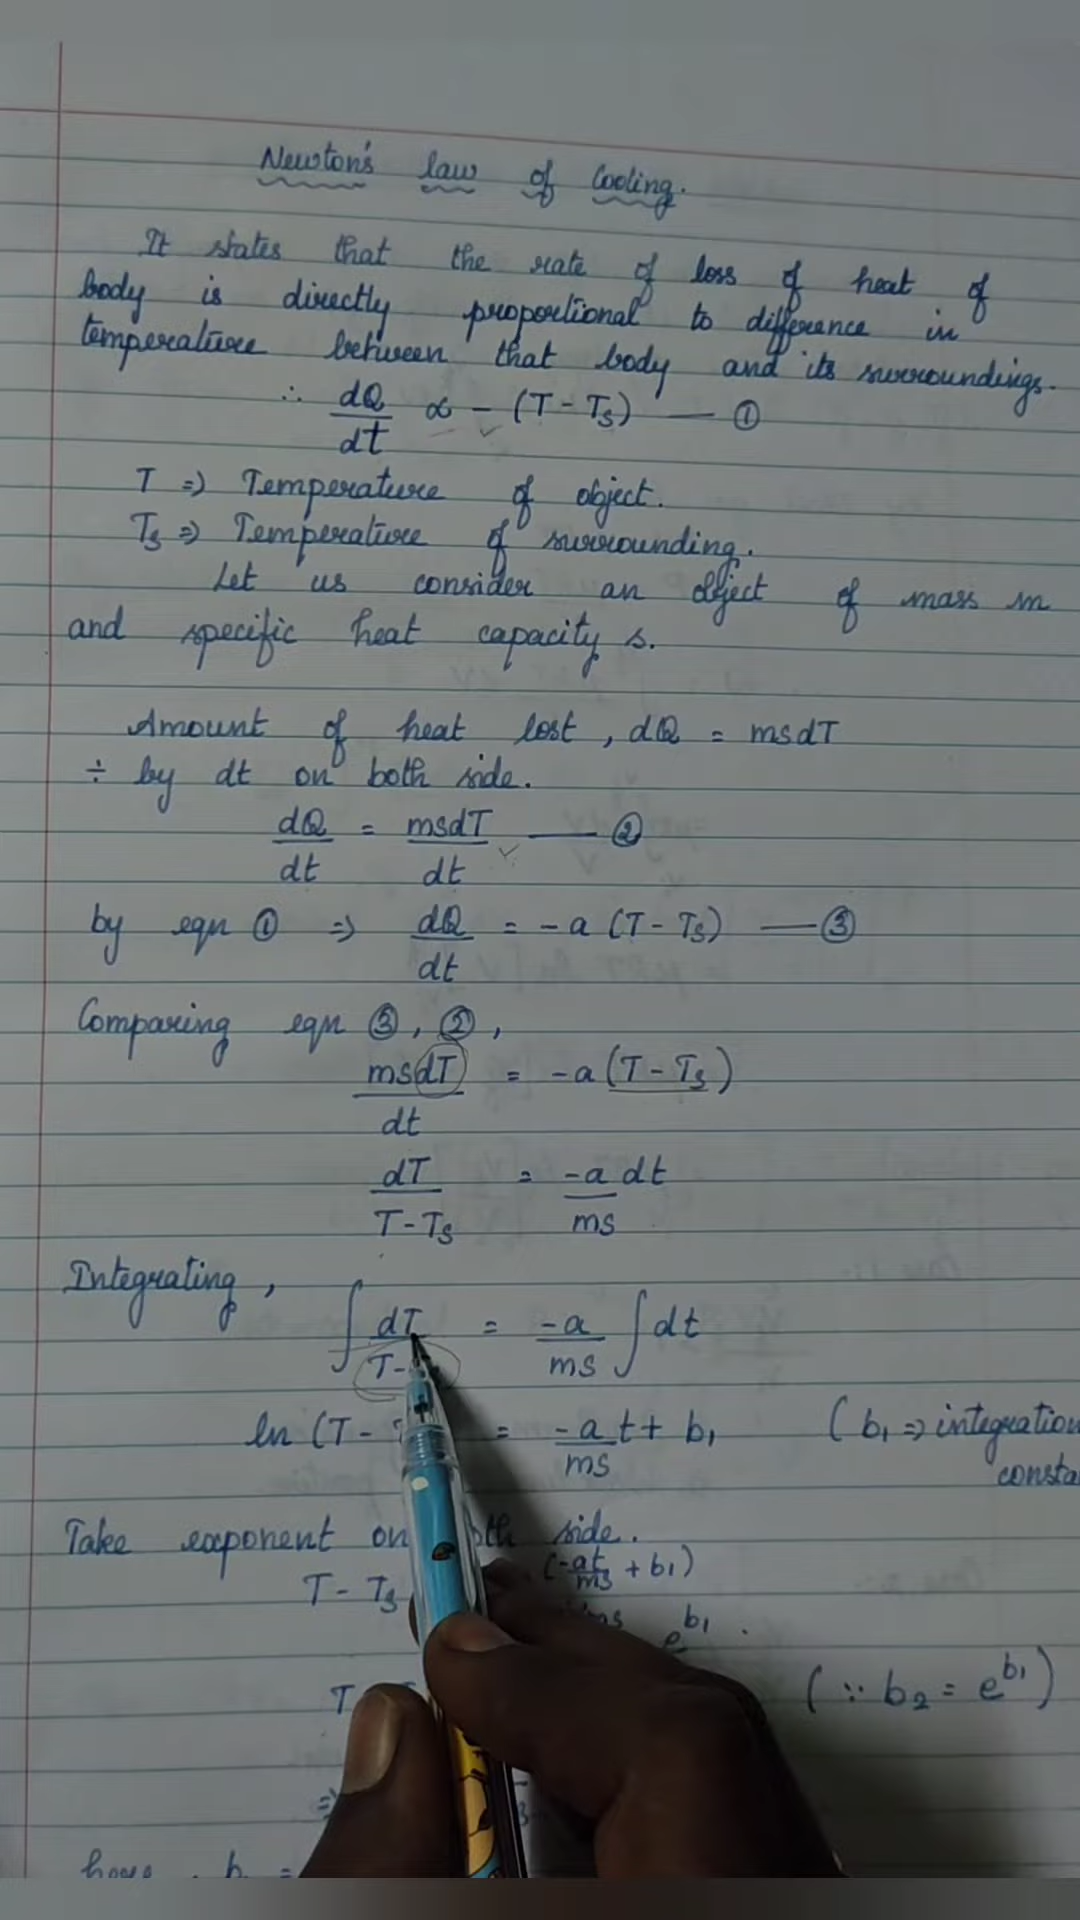 Newton's law of Cooling.
It states that the rate of loss of heat of
body is directly proportional to difference in
temperature between that body and its surroundings.
∴ dQ/dt ∝ - (T - Ts) — ①
T => Temperature of object.
Ts => Temperature of surrounding.
Let us consider an object of mass m
and specific heat capacity s.
Amount of heat lost, dQ = msdT
÷ by dt on both side.
dQ/dt = msdT/dt — ②
by eqn ① => dQ/dt = -a (T - Ts) — ③
Comparing eqn ③, ②,
msdT/dt = -a (T - Ts)
dT/T - Ts = -a/ms dt
Integrating,
∫ dT/T - = -a/ms ∫ dt
ln (T - = -a/ms t + b₁ (b₁ => integration
Take exponent on side.
T - Ts (-at/ms + b₁)
e^b₁.
T (∵ b₂ = e^b₁)
=>